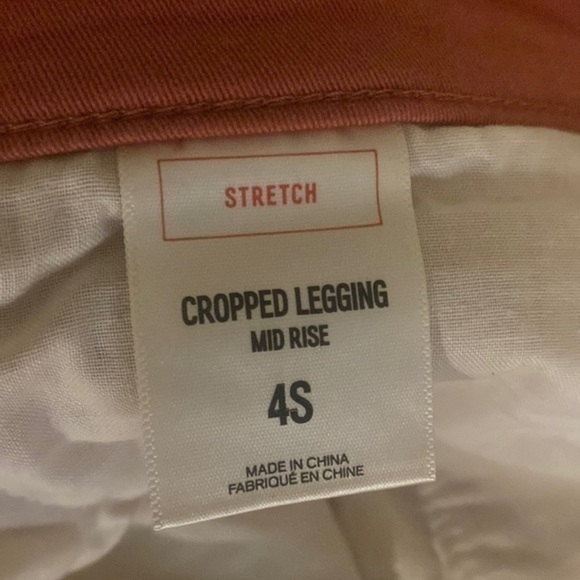 STRETCH
CROPPED LEGGING
MID RISE
4S
MADE IN CHINA
FABRIQUÉ EN CHINE